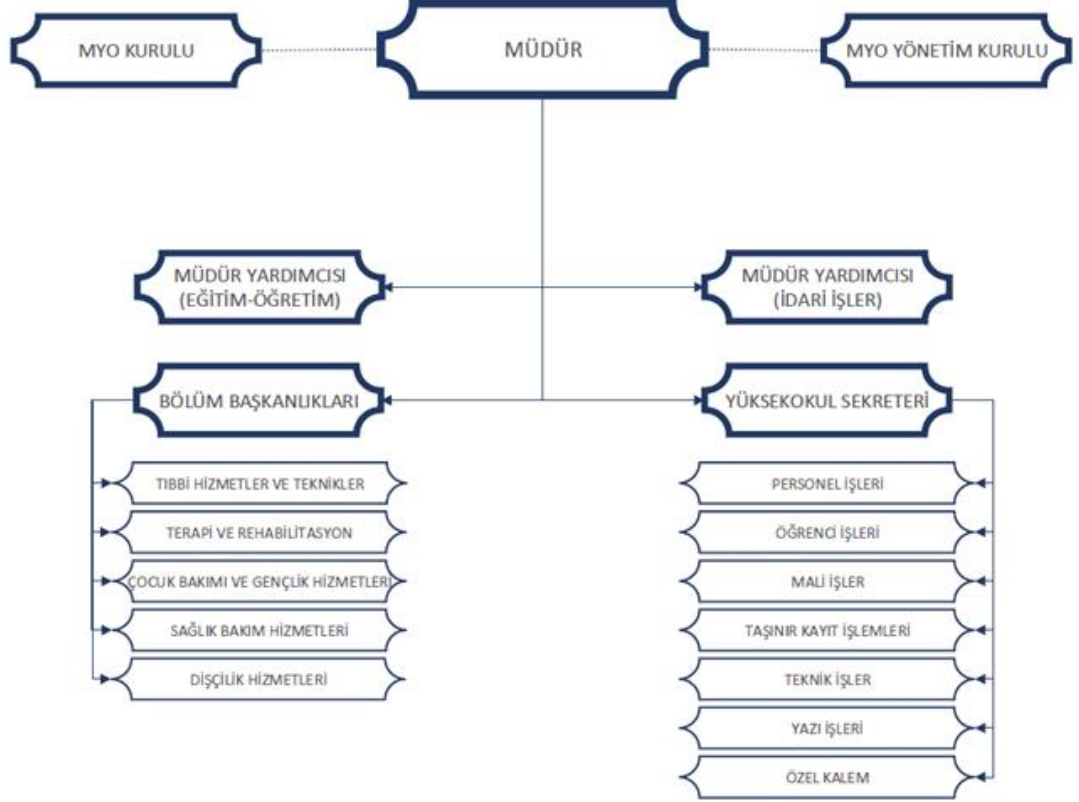 MYO KURULU
MÜDÜR
MYO YÖNETİM KURULU
MÜDÜR YARDIMCISI
(EĞİTİM-ÖĞRETİM)
MÜDÜR YARDIMCISI
(İDARİ İŞLER)
BÖLÜM BAŞKANLIKLARI
YÜKSEKOKUL SEKRETERİ
TIBBİ HİZMETLER VE TEKNİKLER
TERAPİ VE REHABİLİTASYON
ÇOCUK BAKIMI VE GENÇLİK HİZMETLERİ
SAĞLIK BAKIM HİZMETLERİ
DİŞÇİLİK HİZMETLERİ
PERSONEL İŞLERİ
ÖĞRENCİ İŞLERİ
MALİ İŞLER
TAŞINIR KAYIT İŞLEMLERİ
TEKNİK İŞLER
YAZI İŞLERİ
ÖZEL KALEM